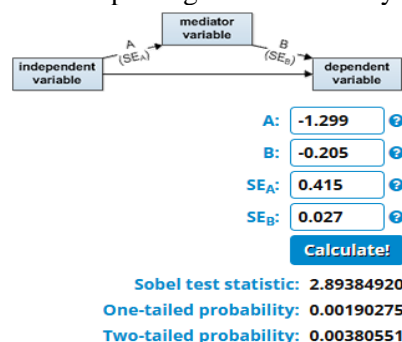 mediator
variable
A
(SEA)
B
(SEB)
independent
variable
dependent
variable
A: -1.299 ?
B: -0.205 ?
SEA: 0.415 ?
SEB: 0.027 ?
Calculate!
Sobel test statistic: 2.89384920
One-tailed probability: 0.00190275
Two-tailed probability: 0.00380551